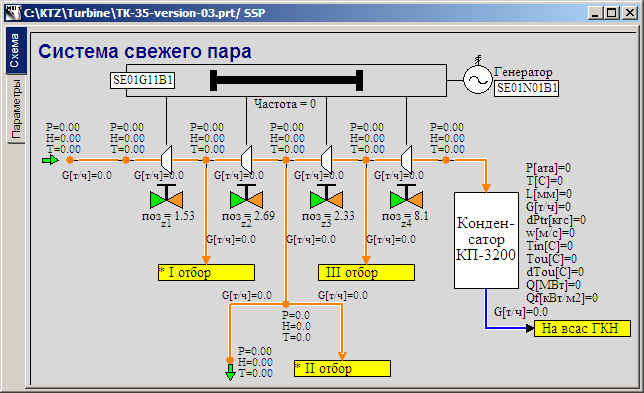 C:\KTZ\Turbine\TK-35-version-03.prt/ SSP
Схема
Параметры
Система свежего пара
SE01G11B1
Генератор
SE01N01B1
Частота = 0
P=0.00
H=0.00
T=0.00
P=0.00
H=0.00
T=0.00
P=0.00
H=0.00
T=0.00
P=0.00
H=0.00
T=0.00
P=0.00
H=0.00
T=0.00
P=0.00
H=0.00
T=0.00
G[т/ч]=0.0
G[т/ч]=0.0
G[т/ч]=0.0
G[т/ч]=0.0
G[т/ч]=0.0
поз = 1.53
z1
поз = 2.69
z2
поз = 2.33
z3
поз = 8.1
z4
G[т/ч]=0.0
G[т/ч]=0.0
G[т/ч]=0.0
* I отбор
III отбор
Конден-
сатор
КП-3200
P[ата]=0
T[C]=0
L[мм]=0
G[т/ч]=0
dPtr[кгс]=0
w[м/с]=0
Tin[C]=0
Tou[C]=0
dTou[C]=0
Q[МВт]=0
Qf[кВт/м2]=0
G[т/ч]=0.0
На всас ГКН
G[т/ч]=0.0
G[т/ч]=0.0
P=0.0
H=0.0
T=0.0
P=0.00
H=0.00
T=0.00
* II отбор